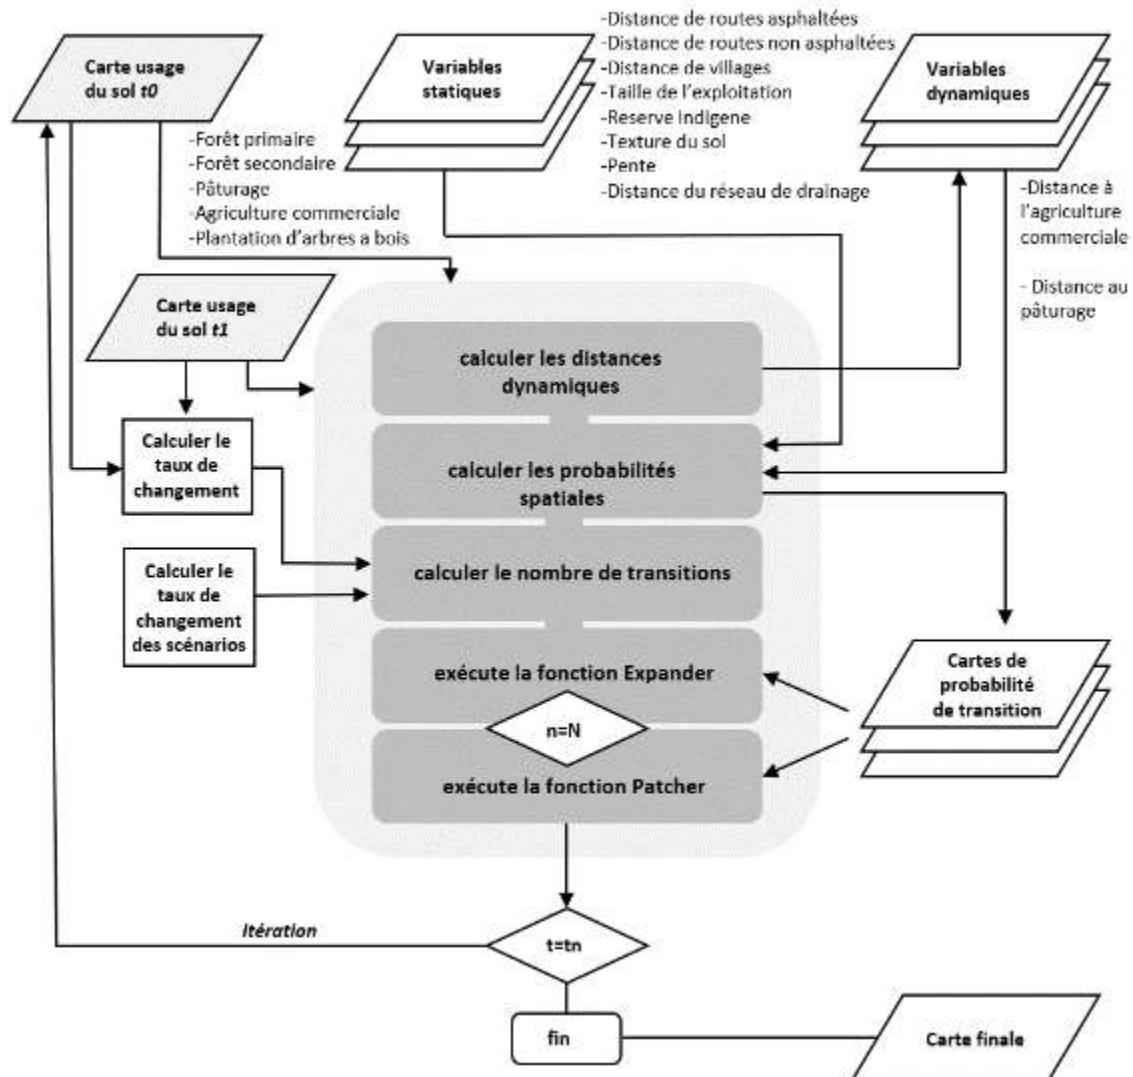 Carte usage
du sol t0
Variables
statiques
-Distance de routes asphaltées
-Distance de routes non asphaltées
-Distance de villages
-Taille de l'exploitation
-Reserve indigene
-Texture du sol
-Pente
-Distance du réseau de drainage
Variables
dynamiques
-Forêt primaire
-Forêt secondaire
-Pâturage
-Agriculture commerciale
-Plantation d'arbres a bois
-Distance à
l'agriculture
commerciale
- Distance au
pâturage
Carte usage
du sol t1
calculer les distances
dynamiques
Calculer le
taux de
changement
calculer les probabilités
spatiales
Calculer le
taux de
changement
des scénarios
calculer le nombre de transitions
exécute la fonction Expander
n=N
exécute la fonction Patcher
Cartes de
probabilité
de transition
Itération
t=tn
fin
Carte finale